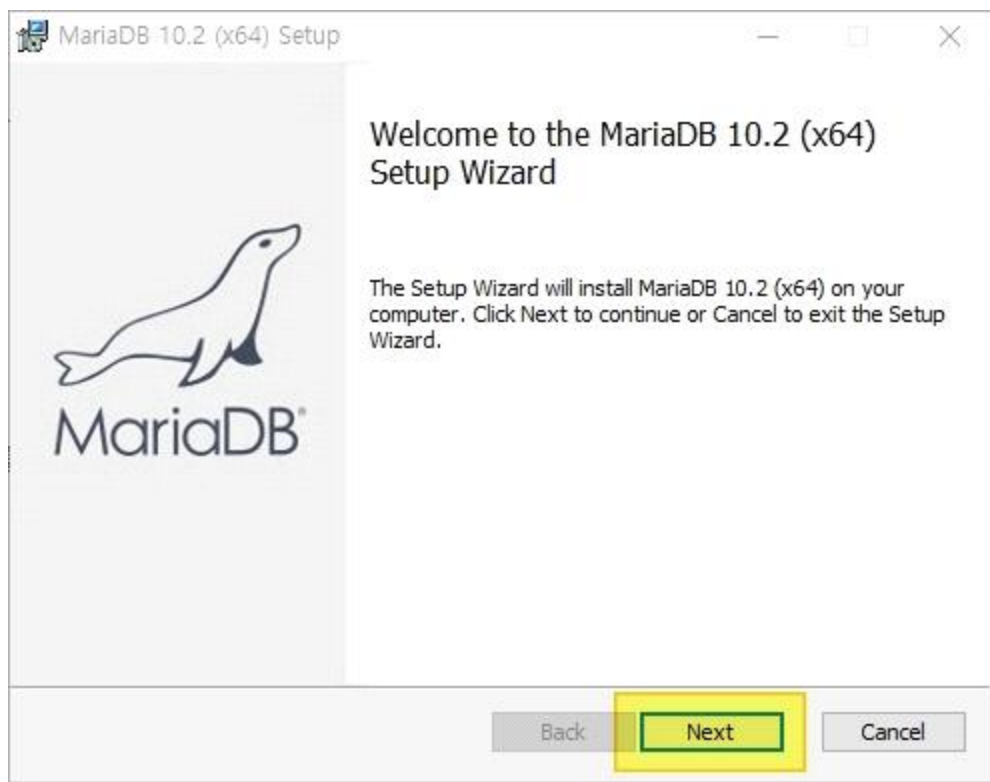 MariaDB 10.2 (x64) Setup
Welcome to the MariaDB 10.2 (x64)
Setup Wizard
The Setup Wizard will install MariaDB 10.2 (x64) on your
computer. Click Next to continue or Cancel to exit the Setup
Wizard.
MariaDB®
Back Next Cancel